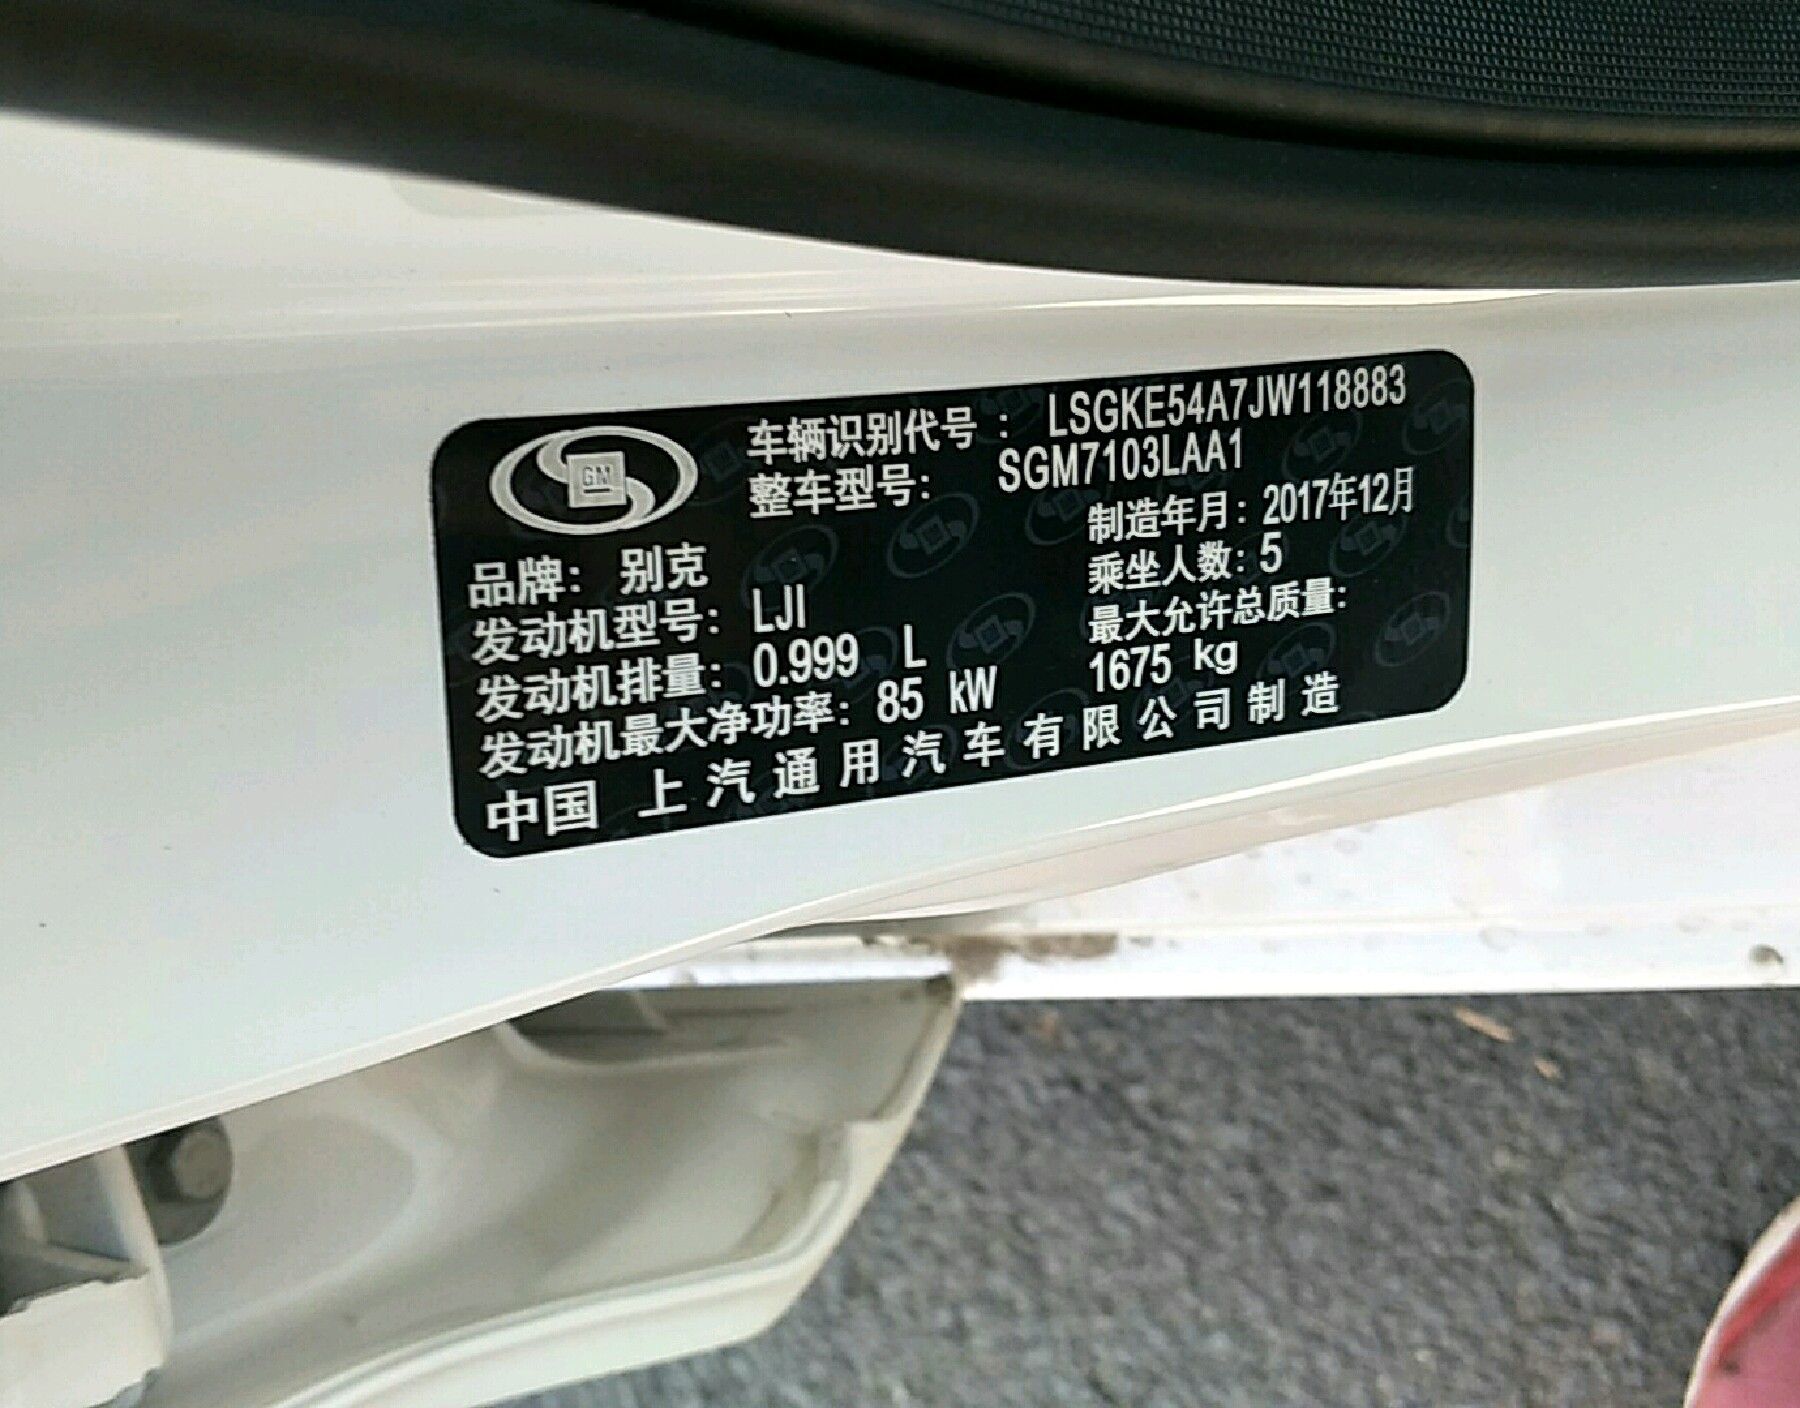 GM
车辆识别代号： LSGKE54A7JW118883
整车型号： SGM7103LAA1
制造年月：2017年12月
品牌： 别克
乘坐人数：5
发动机型号： LJI
最大允许总质量：
发动机排量： 0.999 L
1675 kg
发动机最大净功率： 85 kW
中国 上汽通用汽车有限公司制造